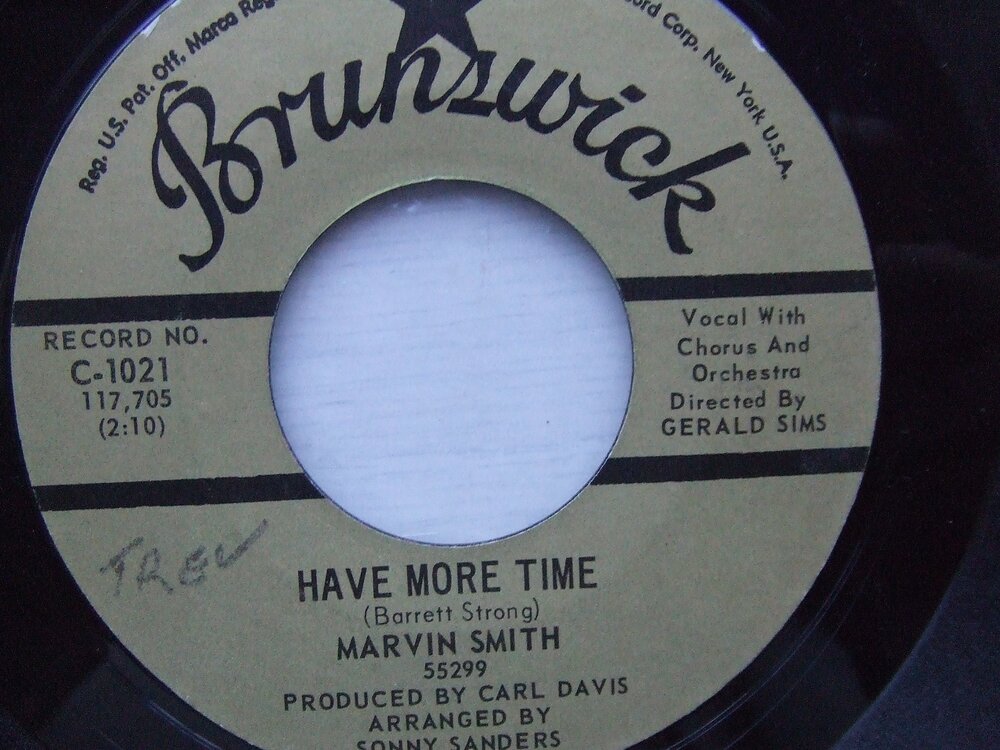 Reg. U.S. Pat. Off. Marca Reg
Record Corp. New York U.S.A.
Brunswick
RECORD NO.
C-1021
117,705
(2:10)
Vocal With
Chorus And
Orchestra
Directed By
GERALD SIMS
TREV
HAVE MORE TIME
(Barrett Strong)
MARVIN SMITH
55299
PRODUCED BY CARL DAVIS
ARRANGED BY
SONNY SANDERS